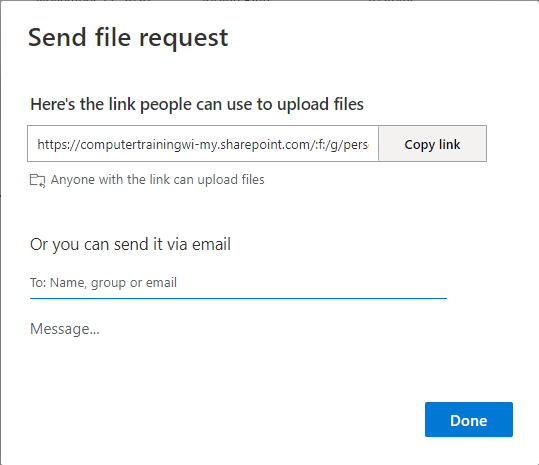 Send file request
Here's the link people can use to upload files
https://computertrainingwi-my.sharepoint.com/:f:/g/pers
Copy link
Anyone with the link can upload files
Or you can send it via email
To: Name, group or email
Message...
Done